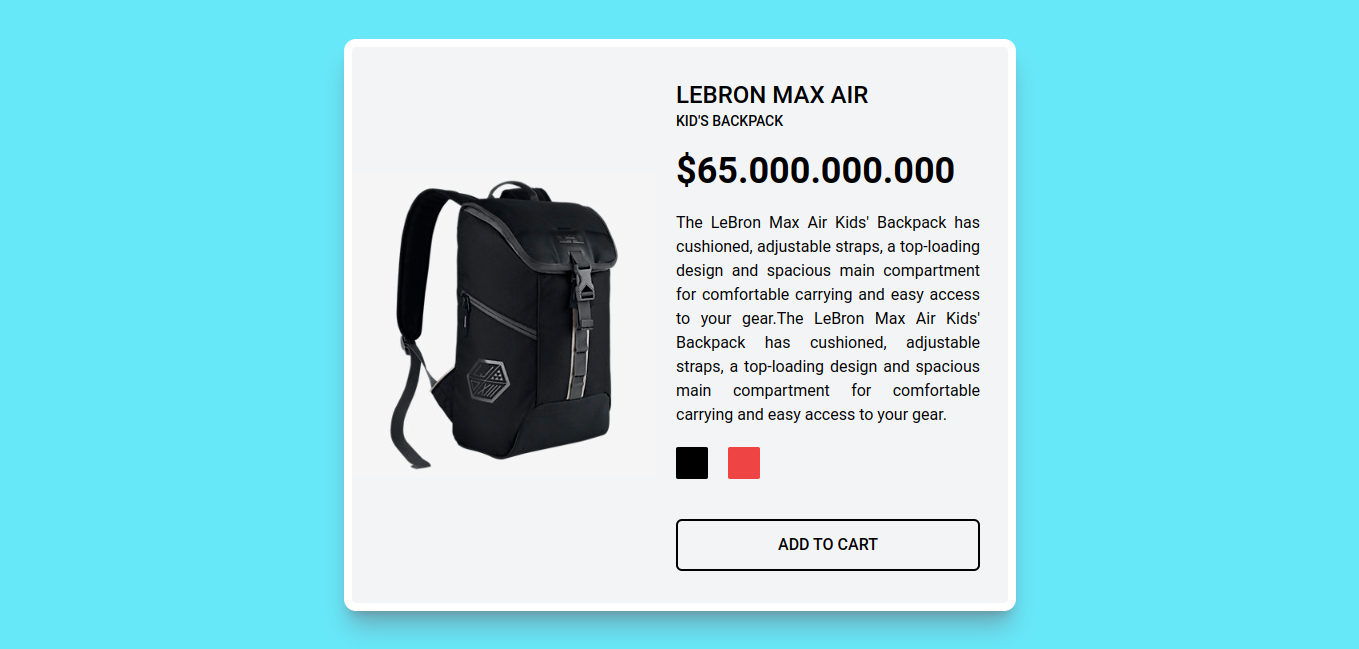 LEBRON MAX AIR
KID'S BACKPACK
$65.000.000.000
The LeBron Max Air Kids' Backpack has
cushioned, adjustable straps, a top-loading
design and spacious main compartment
for comfortable carrying and easy access
to your gear.The LeBron Max Air Kids'
Backpack has cushioned, adjustable
straps, a top-loading design and spacious
main compartment for comfortable
carrying and easy access to your gear.
ADD TO CART